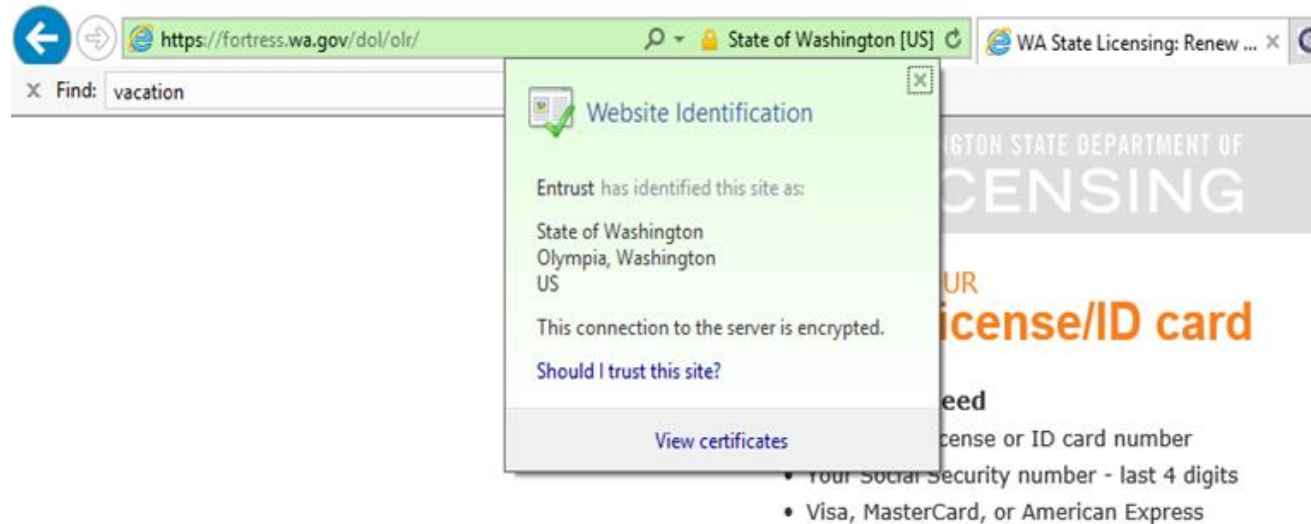 https://fortress.wa.gov/dol/olr/ State of Washington [US] WA State Licensing: Renew ...
X Find: vacation
Website Identification
GTON STATE DEPARTMENT OF
CENSING
Entrust has identified this site as:
State of Washington
Olympia, Washington
US
UR
icense/ID card
This connection to the server is encrypted.
Should I trust this site?
eed
View certificates
cense or ID card number
• Your Social Security number - last 4 digits
• Visa, MasterCard, or American Express